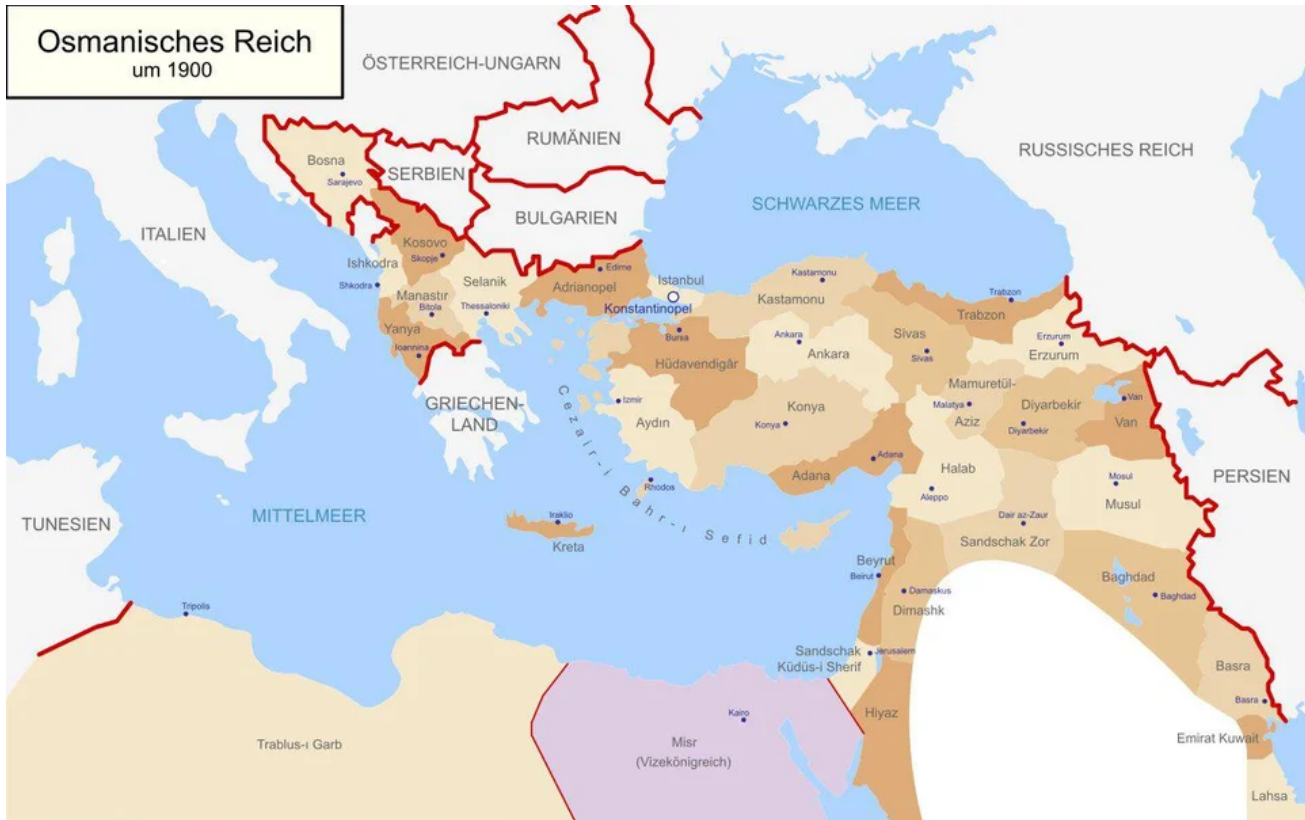 Osmanisches Reich
um 1900
ÖSTERREICH-UNGARN
RUMÄNIEN
RUSSISCHES REICH
Bosna
Sarajevo
SERBIEN
BULGARIEN
SCHWARZES MEER
ITALIEN
Kosovo
Skopje
Ishkodra
Shkodra
Selanik
Manastır
Bitola
Thessaloniki
Yanya
Ioannina
Adrianopel
Edirne
Istanbul
Konstantinopel
Bursa
Kastamonu
Kastamonu
Trabzon
Trabzon
Sivas
Sivas
Erzurum
Erzurum
Ankara
Ankara
Hüdavendigâr
GRIECHEN-
LAND
Izmir
Aydın
Konya
Konya
Mamuretül-
Aziz
Malatya
Diyarbekir
Diyarbekir
Van
Van
Adana
Adana
Halab
Aleppo
Mosul
Musul
PERSIEN
Cezair-i Bahr-ı Sefid
Rhodos
TUNESIEN
MITTELMEER
Iraklio
Kreta
Dair az-Zaur
Sandschak Zor
Beyrut
Beirut
Damaskus
Dimashk
Baghdad
Baghdad
Tripolis
Sandschak
Küdüs-i Sherif
Jerusalem
Basra
Basra
Hiyaz
Kairo
Misr
(Vizekönigreich)
Trablus-ı Garb
Emirat Kuwait
Lahsa